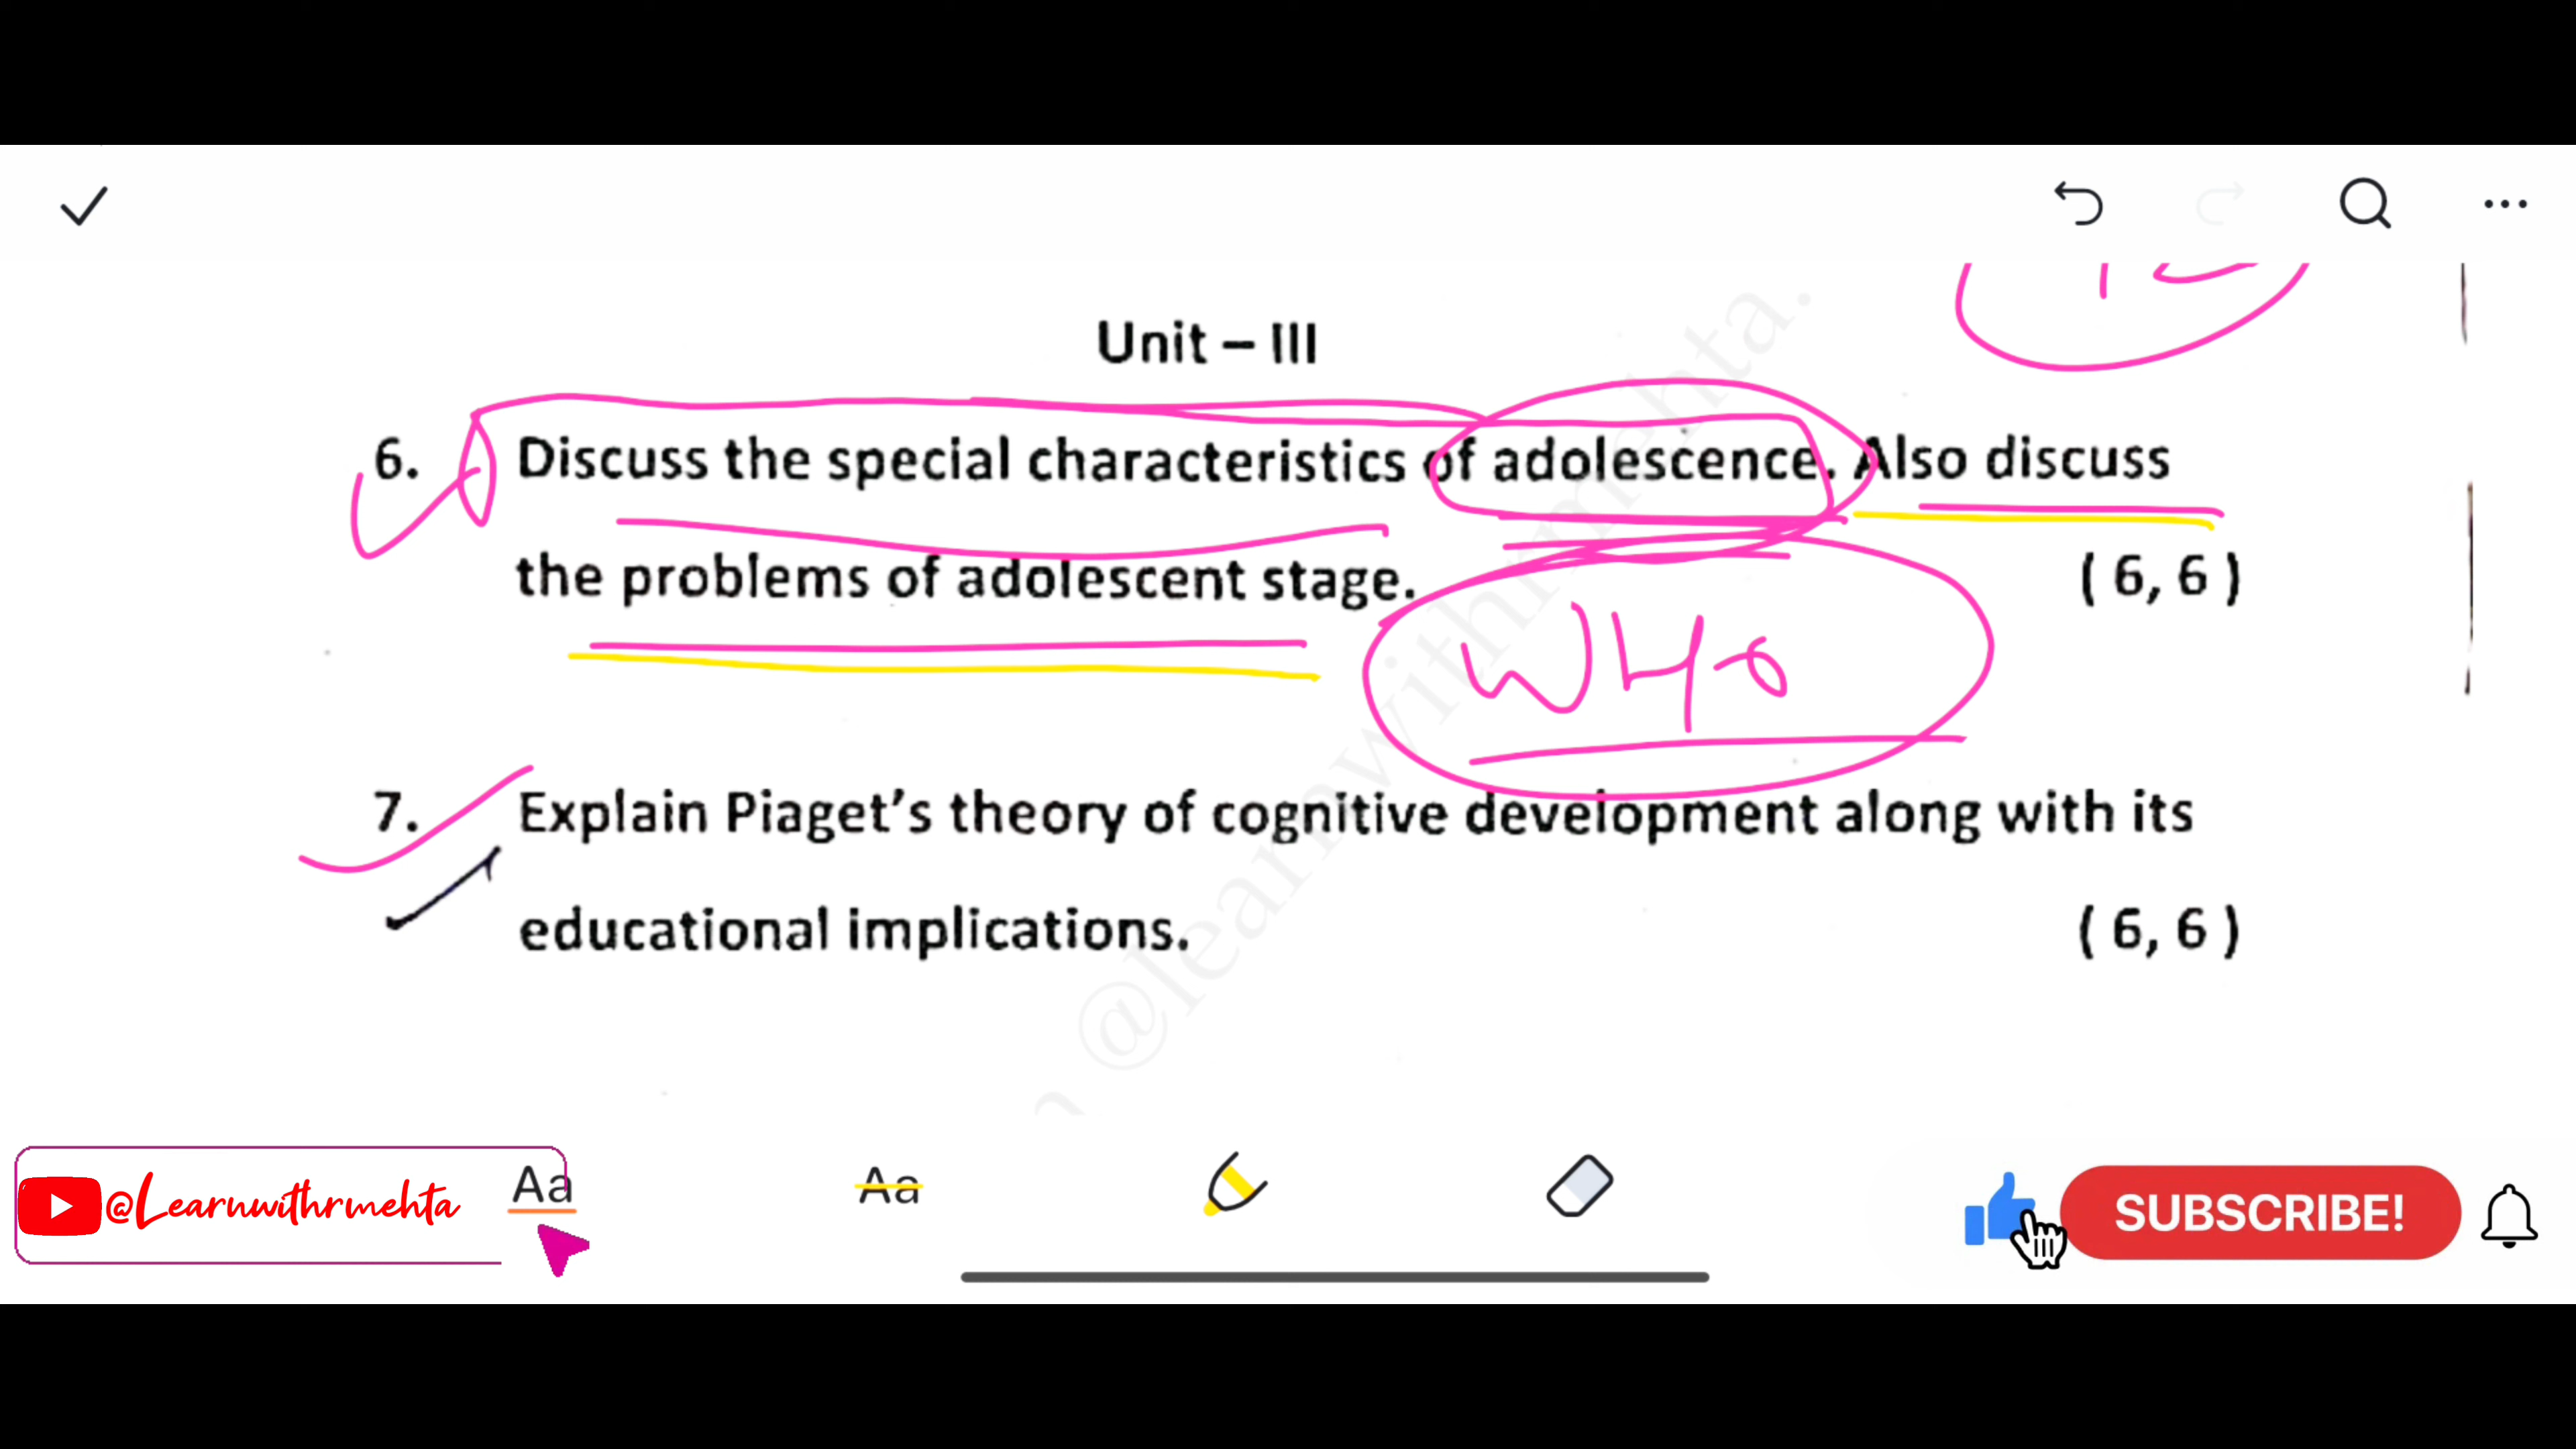 Unit – III
6. Discuss the special characteristics of adolescence. Also discuss
the problems of adolescent stage. ( 6, 6 )
WHO
7. Explain Piaget's theory of cognitive development along with its
educational implications. ( 6, 6 )
@learnwithrmehta.
@Learnwithrmehta
Aa
Aa
SUBSCRIBE!